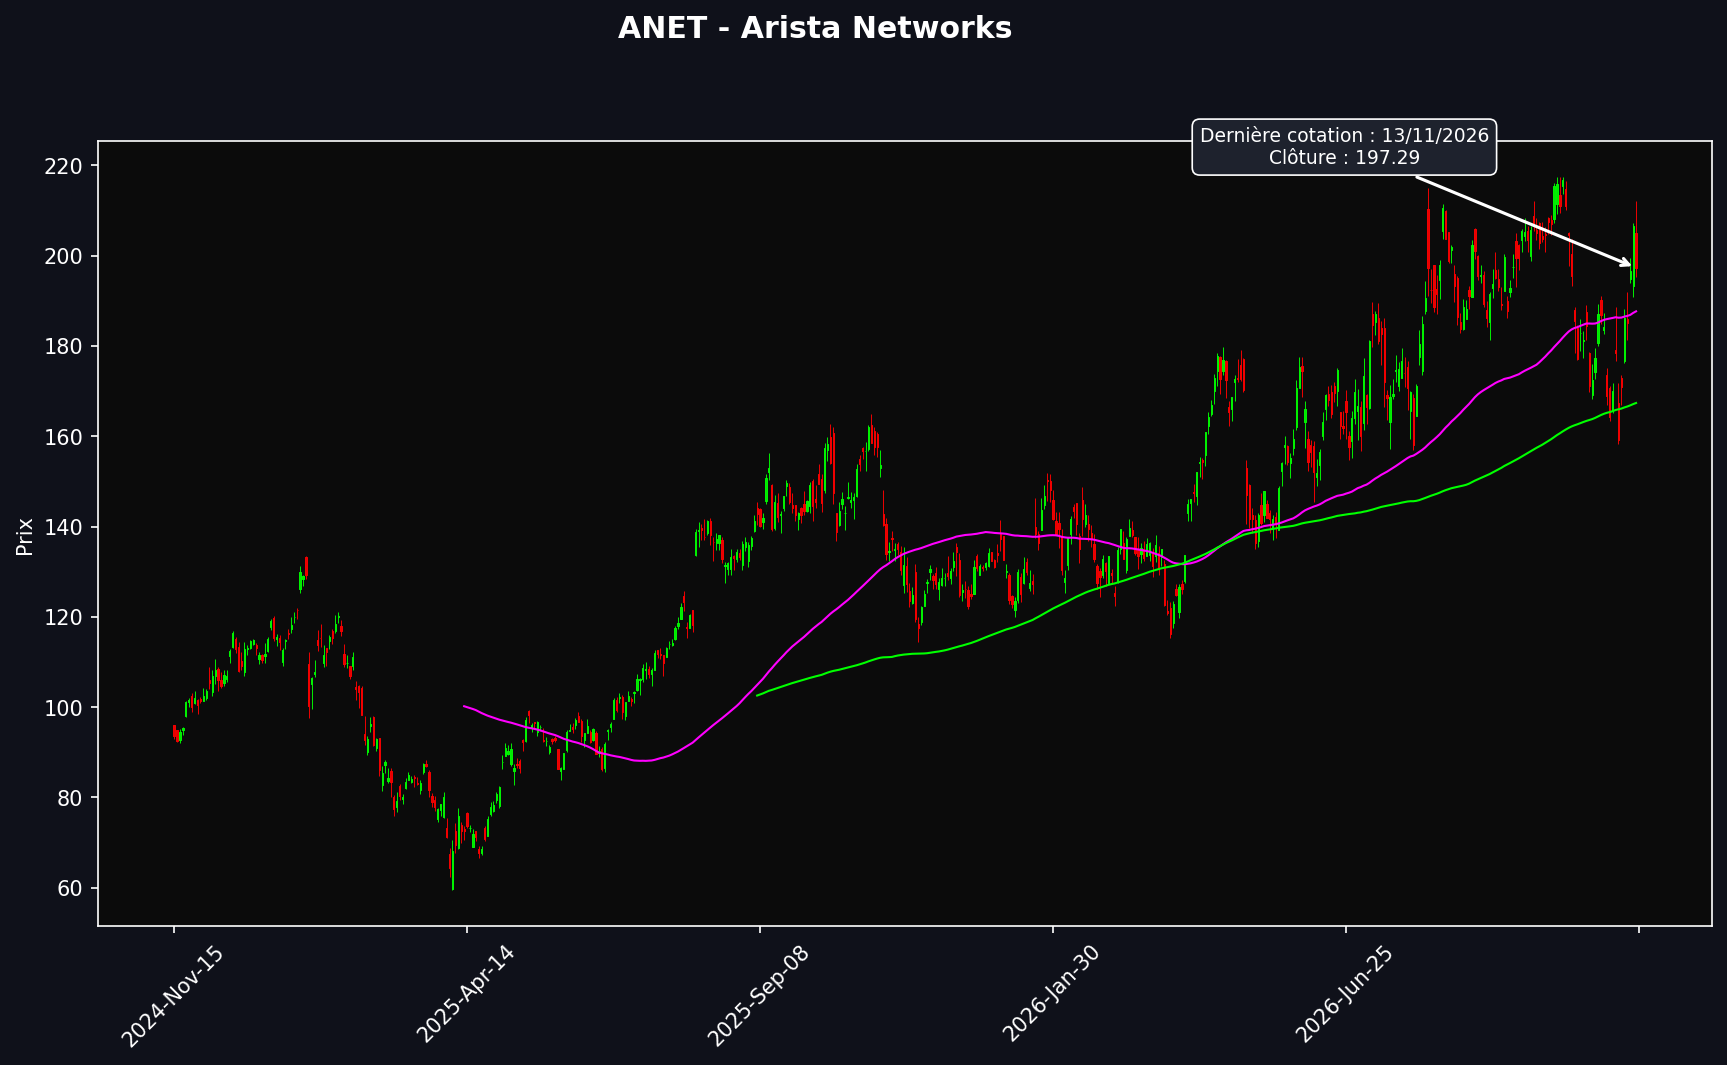 ANET - Arista Networks
Dernière cotation : 13/11/2026
Clôture : 197.29
220
200
180
160
140
120
100
80
60
Prix
2024-Nov-15
2025-Apr-14
2025-Sep-08
2026-Jan-30
2026-Jun-25